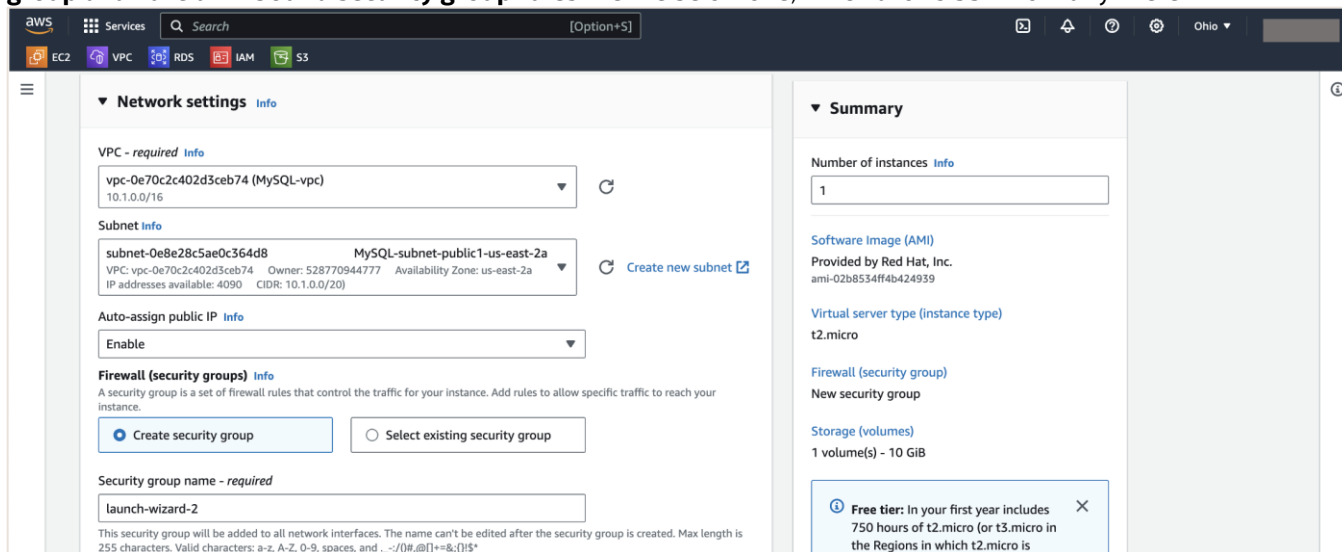 aws Services Search [Option+S] Ohio
EC2 VPC RDS IAM S3
Network settings Info
VPC - required Info
vpc-0e70c2c402d3ceb74 (MySQL-vpc)
10.1.0.0/16
Subnet Info
subnet-0e8e28c5ae0c364d8 MySQL-subnet-public1-us-east-2a
VPC: vpc-0e70c2c402d3ceb74 Owner: 528770944777 Availability Zone: us-east-2a
IP addresses available: 4090 CIDR: 10.1.0.0/20)
Create new subnet
Auto-assign public IP Info
Enable
Firewall (security groups) Info
A security group is a set of firewall rules that control the traffic for your instance. Add rules to allow specific traffic to reach your
instance.
Create security group
Select existing security group
Security group name - required
launch-wizard-2
This security group will be added to all network interfaces. The name can't be edited after the security group is created. Max length is
255 characters. Valid characters: a-z, A-Z, 0-9, spaces, and ._-:/()#,@[]+=&;{}!$*
Summary
Number of instances Info
1
Software Image (AMI)
Provided by Red Hat, Inc.
ami-02b8534ff4b424939
Virtual server type (instance type)
t2.micro
Firewall (security group)
New security group
Storage (volumes)
1 volume(s) - 10 GiB
Free tier: In your first year includes
750 hours of t2.micro (or t3.micro in
the Regions in which t2.micro is